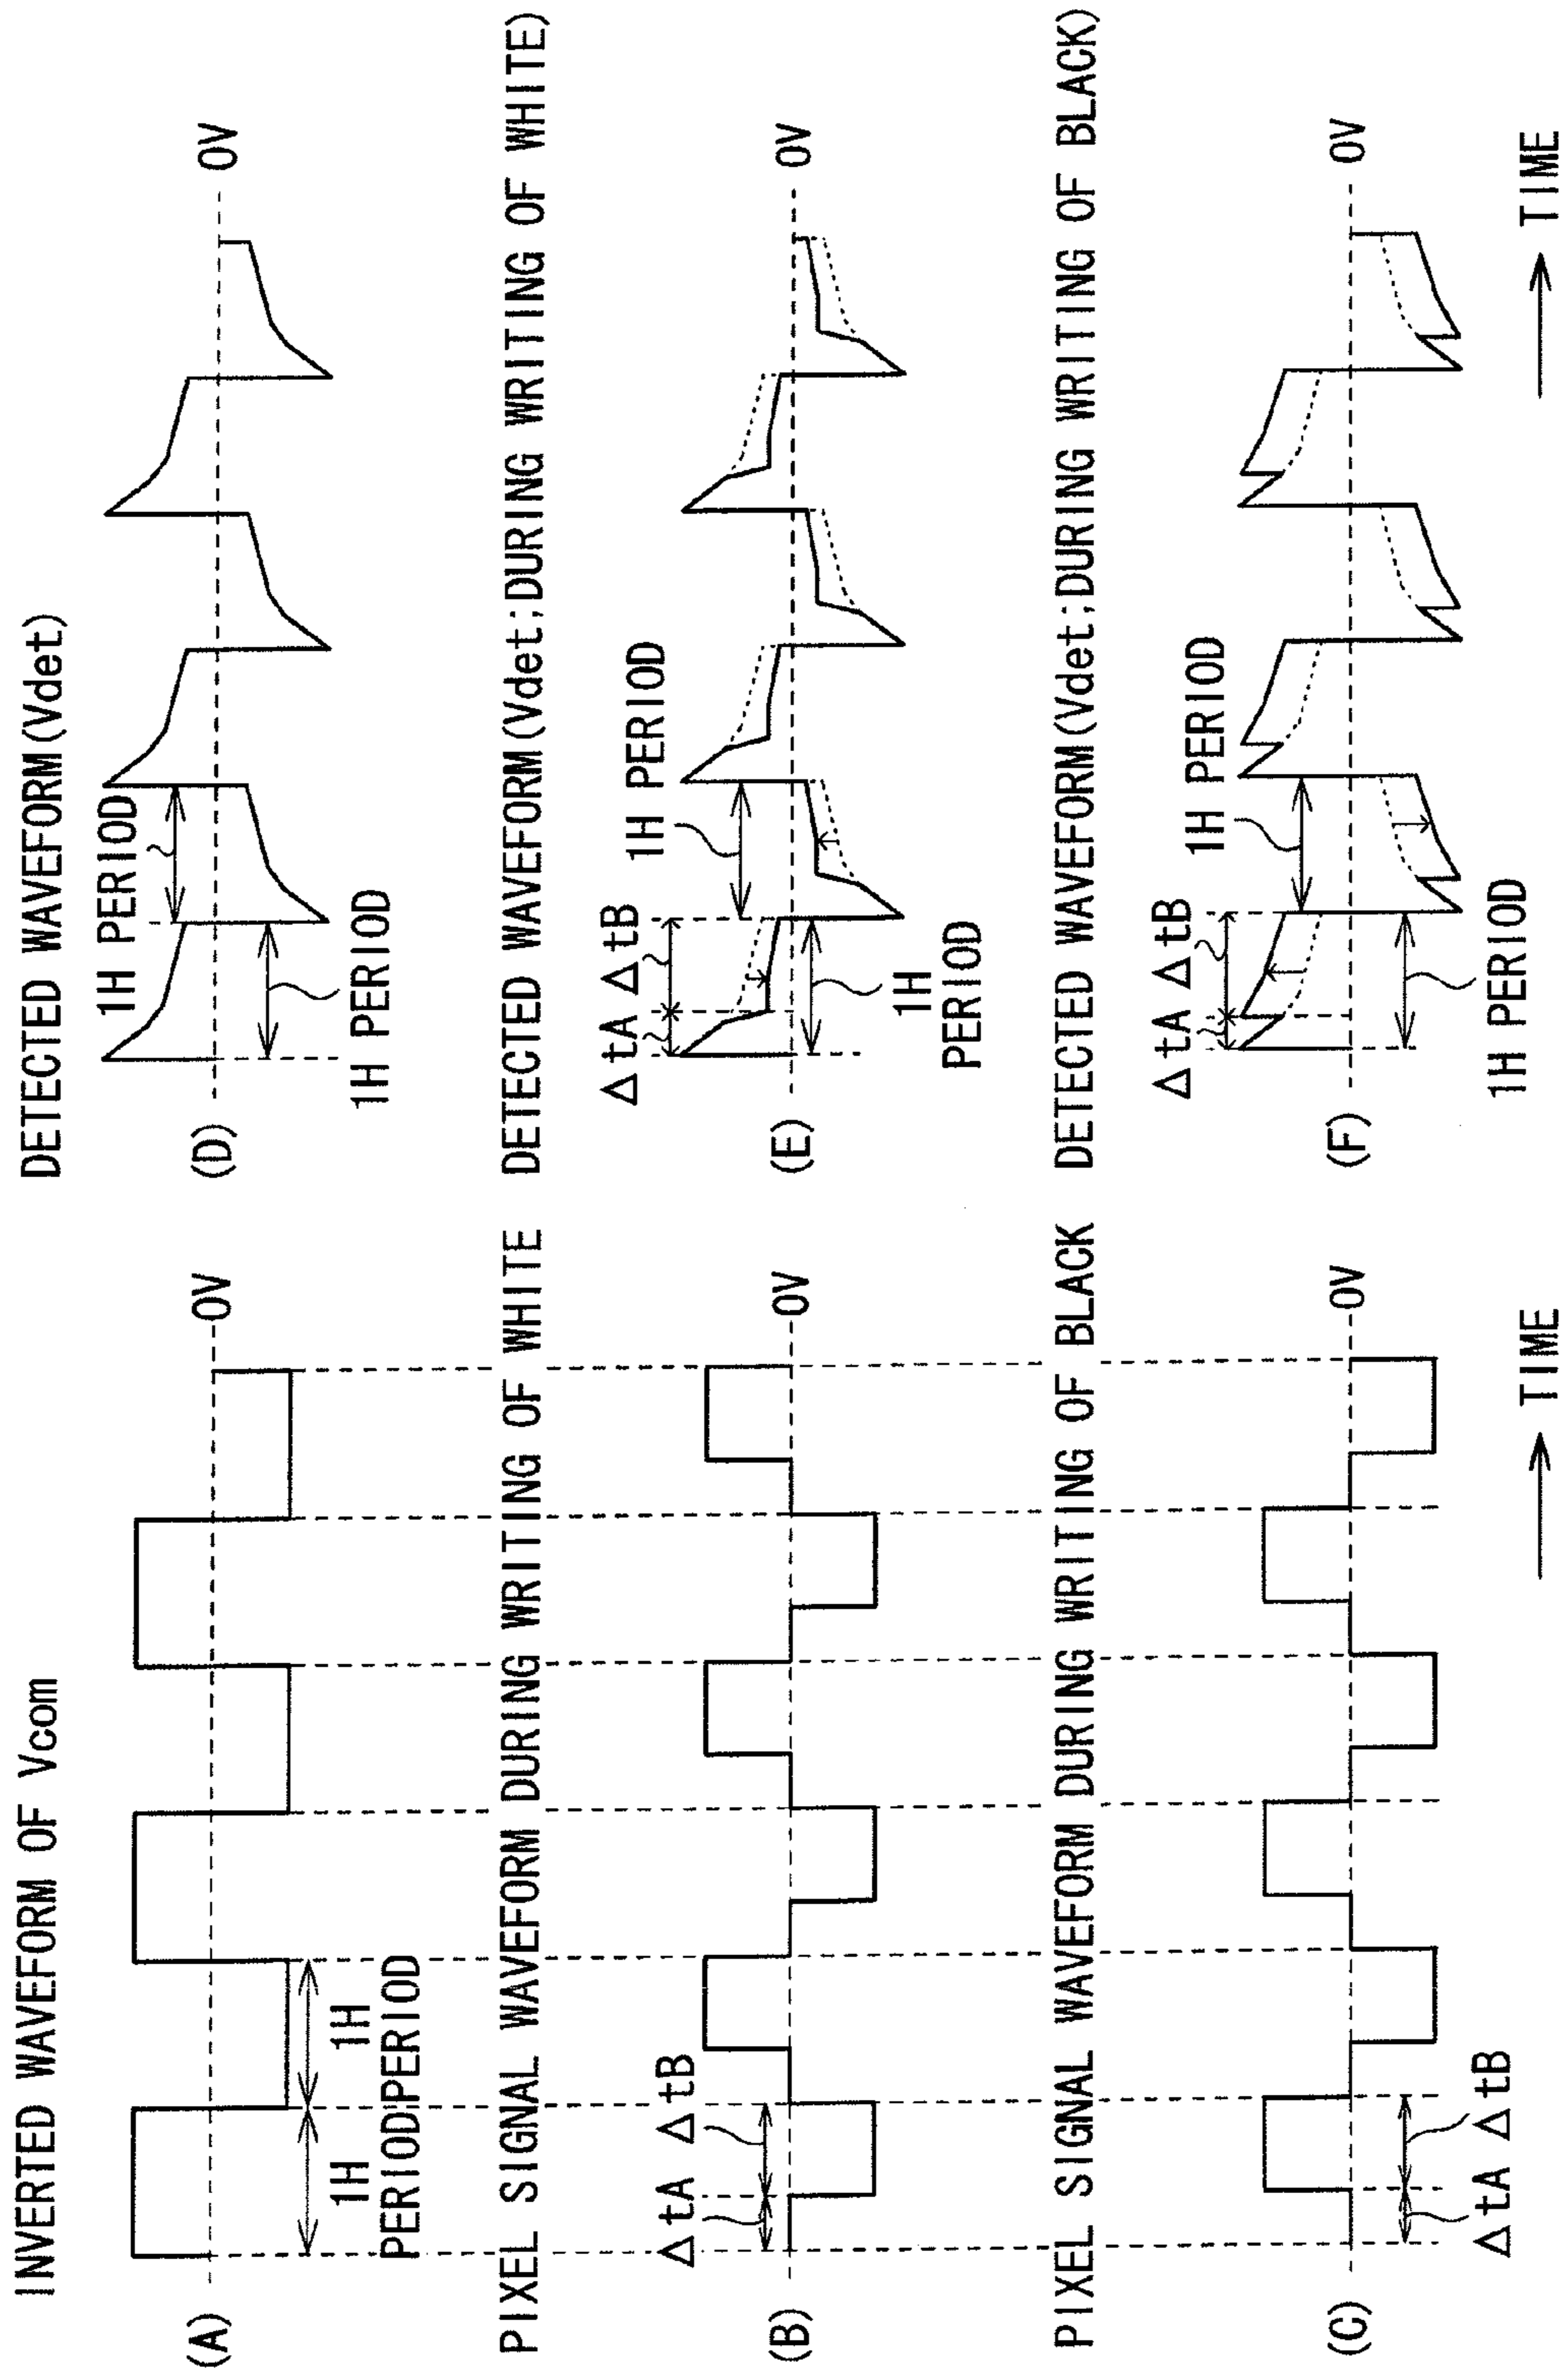 INVERTED WAVEFORM OF Vcom
(A)
0V
1H PERIOD
1H PERIOD
PIXEL SIGNAL WAVEFORM DURING WRITING OF WHITE
(B)
0V
ΔtA ΔtB
PIXEL SIGNAL WAVEFORM DURING WRITING OF BLACK
(C)
0V
ΔtA ΔtB
TIME
DETECTED WAVEFORM(Vdet)
(D)
0V
1H PERIOD
1H PERIOD
DETECTED WAVEFORM(Vdet;DURING WRITING OF WHITE)
(E)
0V
ΔtA ΔtB
1H PERIOD
1H
PERIOD
DETECTED WAVEFORM(Vdet;DURING WRITING OF BLACK)
(F)
0V
ΔtA ΔtB
1H PERIOD
1H PERIOD
TIME